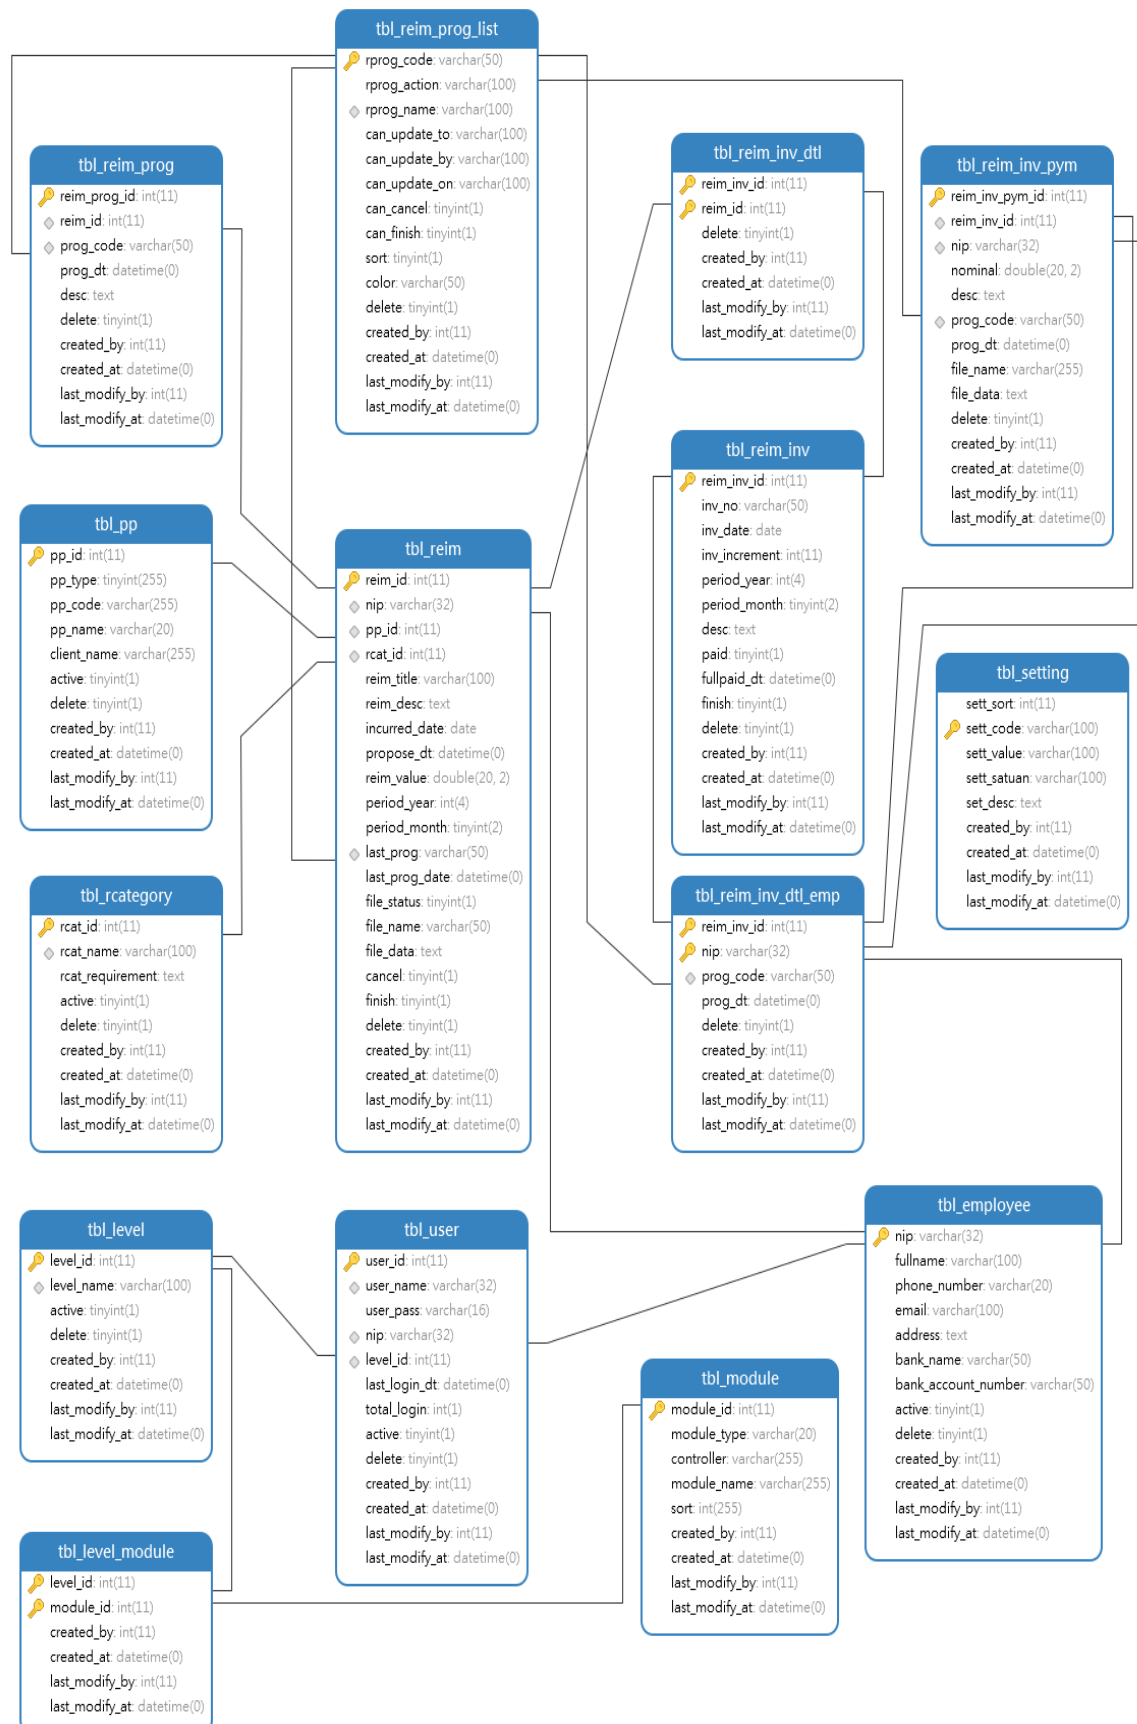 tbl_reim_prog_list
rprog_code: varchar(50)
rprog_action: varchar(100)
rprog_name: varchar(100)
can_update_to: varchar(100)
can_update_by: varchar(100)
can_update_on: varchar(100)
can_cancel: tinyint(1)
can_finish: tinyint(1)
sort: tinyint(1)
color: varchar(50)
delete: tinyint(1)
created_by: int(11)
created_at: datetime(0)
last_modify_by: int(11)
last_modify_at: datetime(0)
tbl_reim_prog
reim_prog_id: int(11)
reim_id: int(11)
prog_code: varchar(50)
prog_dt: datetime(0)
desc: text
delete: tinyint(1)
created_by: int(11)
created_at: datetime(0)
last_modify_by: int(11)
last_modify_at: datetime(0)
tbl_reim_inv_dtl
reim_inv_id: int(11)
reim_id: int(11)
delete: tinyint(1)
created_by: int(11)
created_at: datetime(0)
last_modify_by: int(11)
last_modify_at: datetime(0)
tbl_reim_inv_pym
reim_inv_pym_id: int(11)
reim_inv_id: int(11)
nip: varchar(32)
nominal: double(20, 2)
desc: text
prog_code: varchar(50)
prog_dt: datetime(0)
file_name: varchar(255)
file_data: text
delete: tinyint(1)
created_by: int(11)
created_at: datetime(0)
last_modify_by: int(11)
last_modify_at: datetime(0)
tbl_pp
pp_id: int(11)
pp_type: tinyint(255)
pp_code: varchar(255)
pp_name: varchar(20)
client_name: varchar(255)
active: tinyint(1)
delete: tinyint(1)
created_by: int(11)
created_at: datetime(0)
last_modify_by: int(11)
last_modify_at: datetime(0)
tbl_reim
reim_id: int(11)
nip: varchar(32)
pp_id: int(11)
rcat_id: int(11)
reim_title: varchar(100)
reim_desc: text
incurred_date: date
propose_dt: datetime(0)
reim_value: double(20, 2)
period_year: int(4)
period_month: tinyint(2)
last_prog: varchar(50)
last_prog_date: datetime(0)
file_status: tinyint(1)
file_name: varchar(50)
file_data: text
cancel: tinyint(1)
finish: tinyint(1)
delete: tinyint(1)
created_by: int(11)
created_at: datetime(0)
last_modify_by: int(11)
last_modify_at: datetime(0)
tbl_reim_inv
reim_inv_id: int(11)
inv_no: varchar(50)
inv_date: date
inv_increment: int(11)
period_year: int(4)
period_month: tinyint(2)
desc: text
paid: tinyint(1)
fullpaid_dt: datetime(0)
finish: tinyint(1)
delete: tinyint(1)
created_by: int(11)
created_at: datetime(0)
last_modify_by: int(11)
last_modify_at: datetime(0)
tbl_setting
sett_sort: int(11)
sett_code: varchar(100)
sett_value: varchar(100)
sett_satuan: varchar(100)
set_desc: text
created_by: int(11)
created_at: datetime(0)
last_modify_by: int(11)
last_modify_at: datetime(0)
tbl_rcategory
rcat_id: int(11)
rcat_name: varchar(100)
rcat_requirement: text
active: tinyint(1)
delete: tinyint(1)
created_by: int(11)
created_at: datetime(0)
last_modify_by: int(11)
last_modify_at: datetime(0)
tbl_reim_inv_dtl_emp
reim_inv_id: int(11)
nip: varchar(32)
prog_code: varchar(50)
prog_dt: datetime(0)
delete: tinyint(1)
created_by: int(11)
created_at: datetime(0)
last_modify_by: int(11)
last_modify_at: datetime(0)
tbl_level
level_id: int(11)
level_name: varchar(100)
active: tinyint(1)
delete: tinyint(1)
created_by: int(11)
created_at: datetime(0)
last_modify_by: int(11)
last_modify_at: datetime(0)
tbl_user
user_id: int(11)
user_name: varchar(32)
user_pass: varchar(16)
nip: varchar(32)
level_id: int(11)
last_login_dt: datetime(0)
total_login: int(1)
active: tinyint(1)
delete: tinyint(1)
created_by: int(11)
created_at: datetime(0)
last_modify_by: int(11)
last_modify_at: datetime(0)
tbl_employee
nip: varchar(32)
fullname: varchar(100)
phone_number: varchar(20)
email: varchar(100)
address: text
bank_name: varchar(50)
bank_account_number: varchar(50)
active: tinyint(1)
delete: tinyint(1)
created_by: int(11)
created_at: datetime(0)
last_modify_by: int(11)
last_modify_at: datetime(0)
tbl_module
module_id: int(11)
module_type: varchar(20)
controller: varchar(255)
module_name: varchar(255)
sort: int(255)
created_by: int(11)
created_at: datetime(0)
last_modify_by: int(11)
last_modify_at: datetime(0)
tbl_level_module
level_id: int(11)
module_id: int(11)
created_by: int(11)
created_at: datetime(0)
last_modify_by: int(11)
last_modify_at: datetime(0)